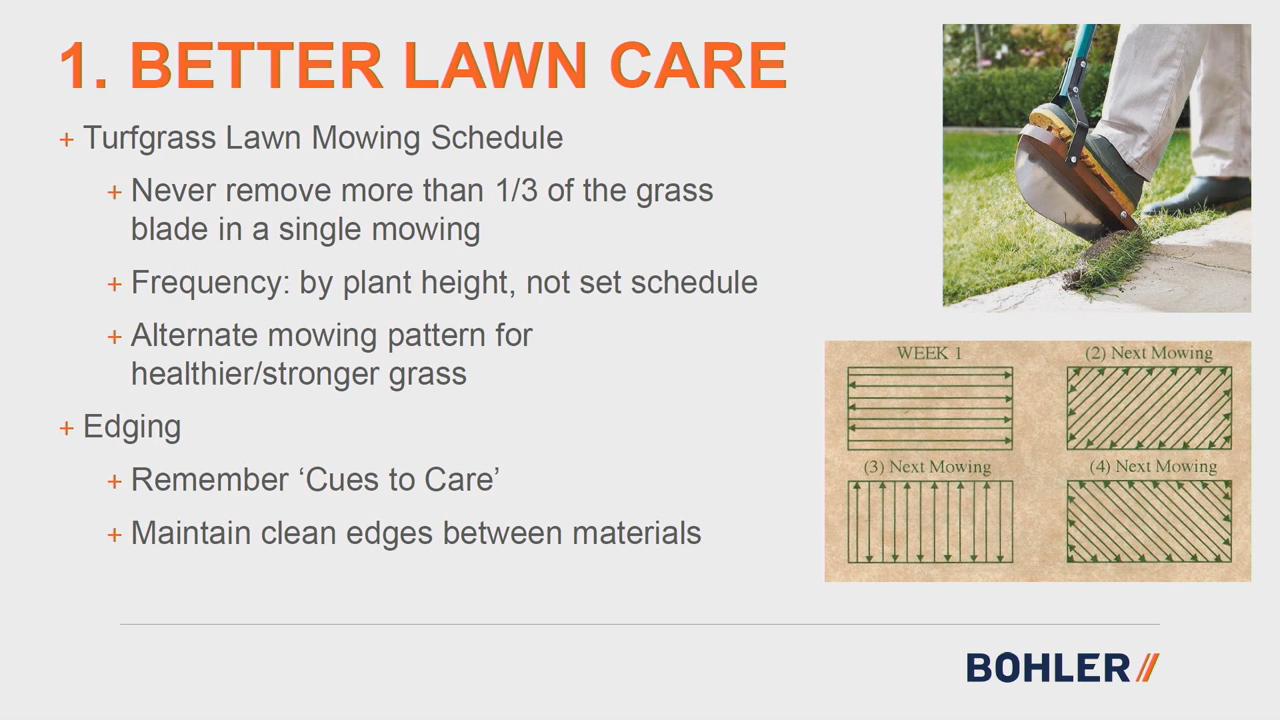 1. BETTER LAWN CARE
+ Turfgrass Lawn Mowing Schedule
+ Never remove more than 1/3 of the grass
blade in a single mowing
+ Frequency: by plant height, not set schedule
+ Alternate mowing pattern for
healthier/stronger grass
+ Edging
+ Remember ‘Cues to Care’
+ Maintain clean edges between materials
WEEK 1
(2) Next Mowing
(3) Next Mowing
(4) Next Mowing
BOHLER//